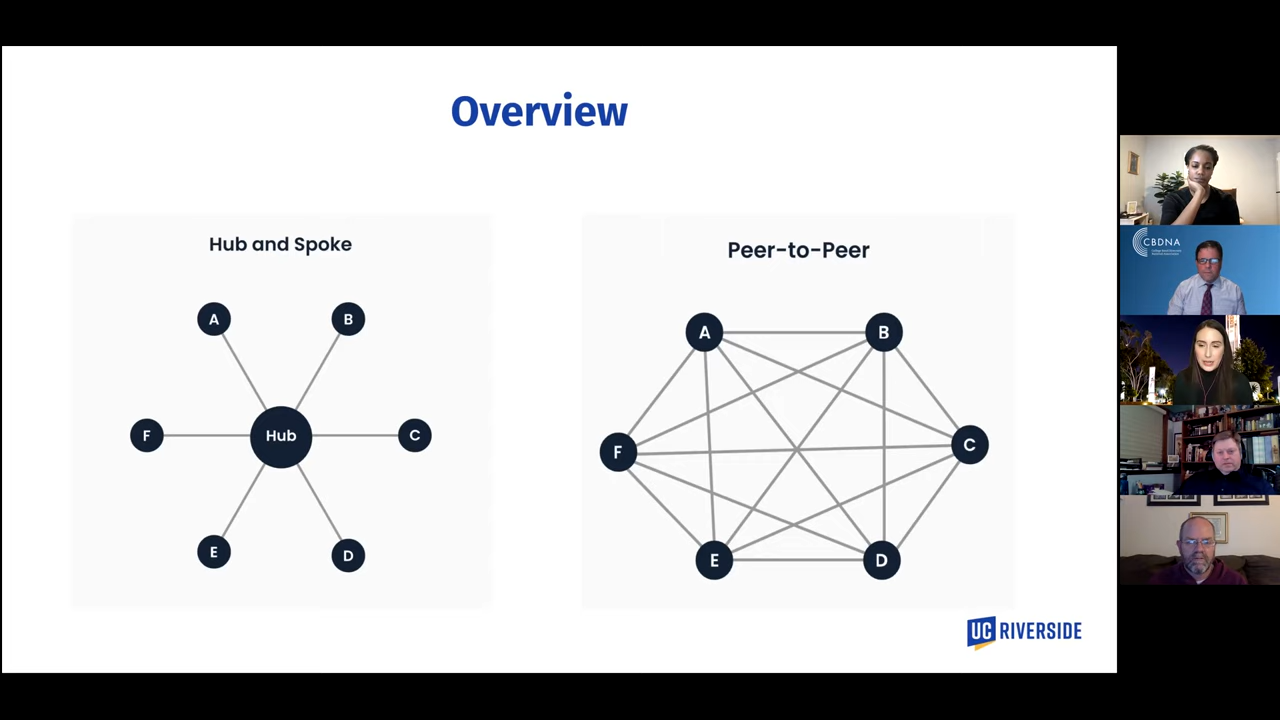 Overview
Hub and Spoke
A
B
F
Hub
C
E
D
Peer-to-Peer
A
B
F
C
E
D
UC RIVERSIDE
CBDNA